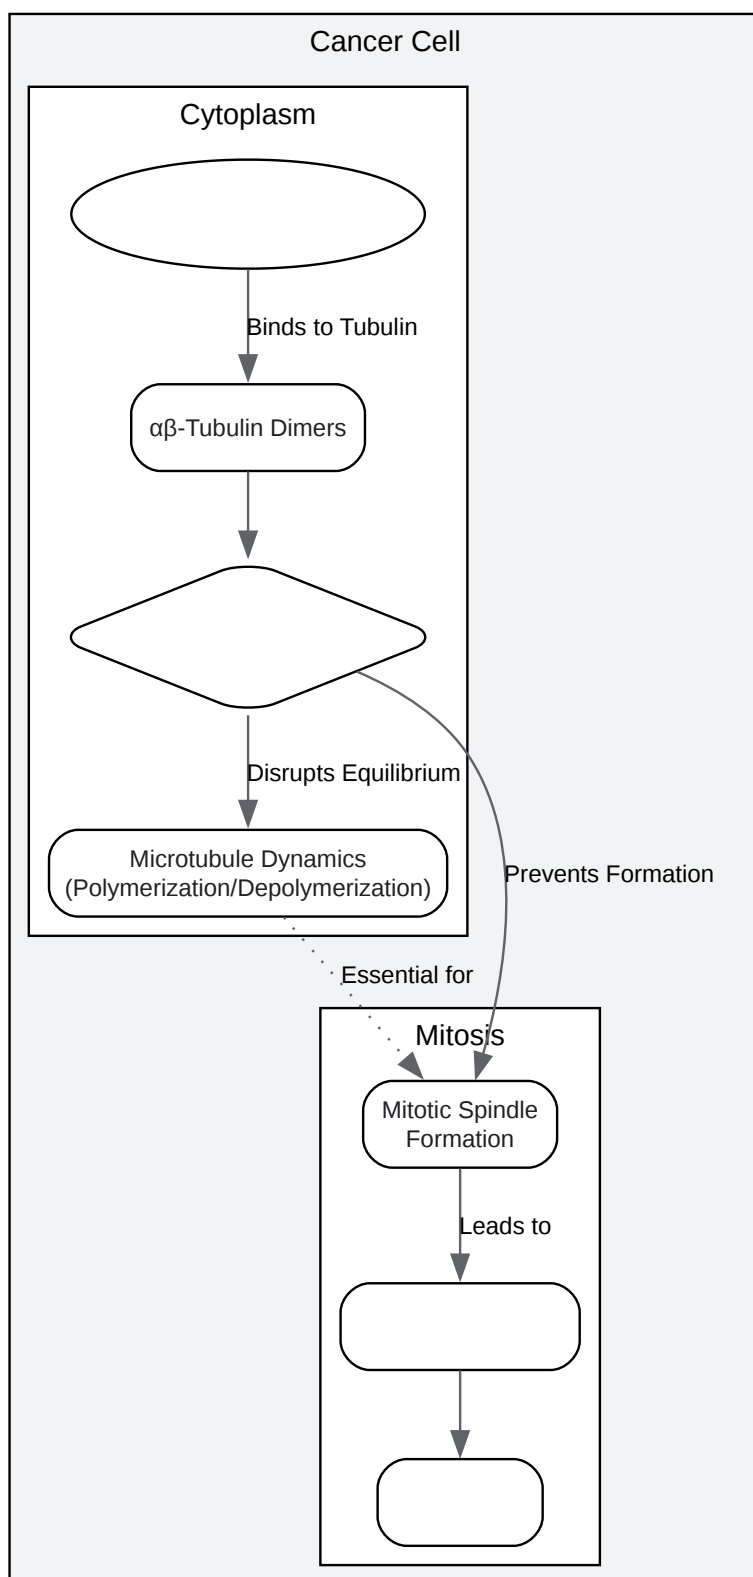 Cancer Cell
Cytoplasm
Binds to Tubulin
αβ-Tubulin Dimers
Disrupts Equilibrium
Microtubule Dynamics
(Polymerization/Depolymerization)
Prevents Formation
Essential for
Mitosis
Mitotic Spindle
Formation
Leads to